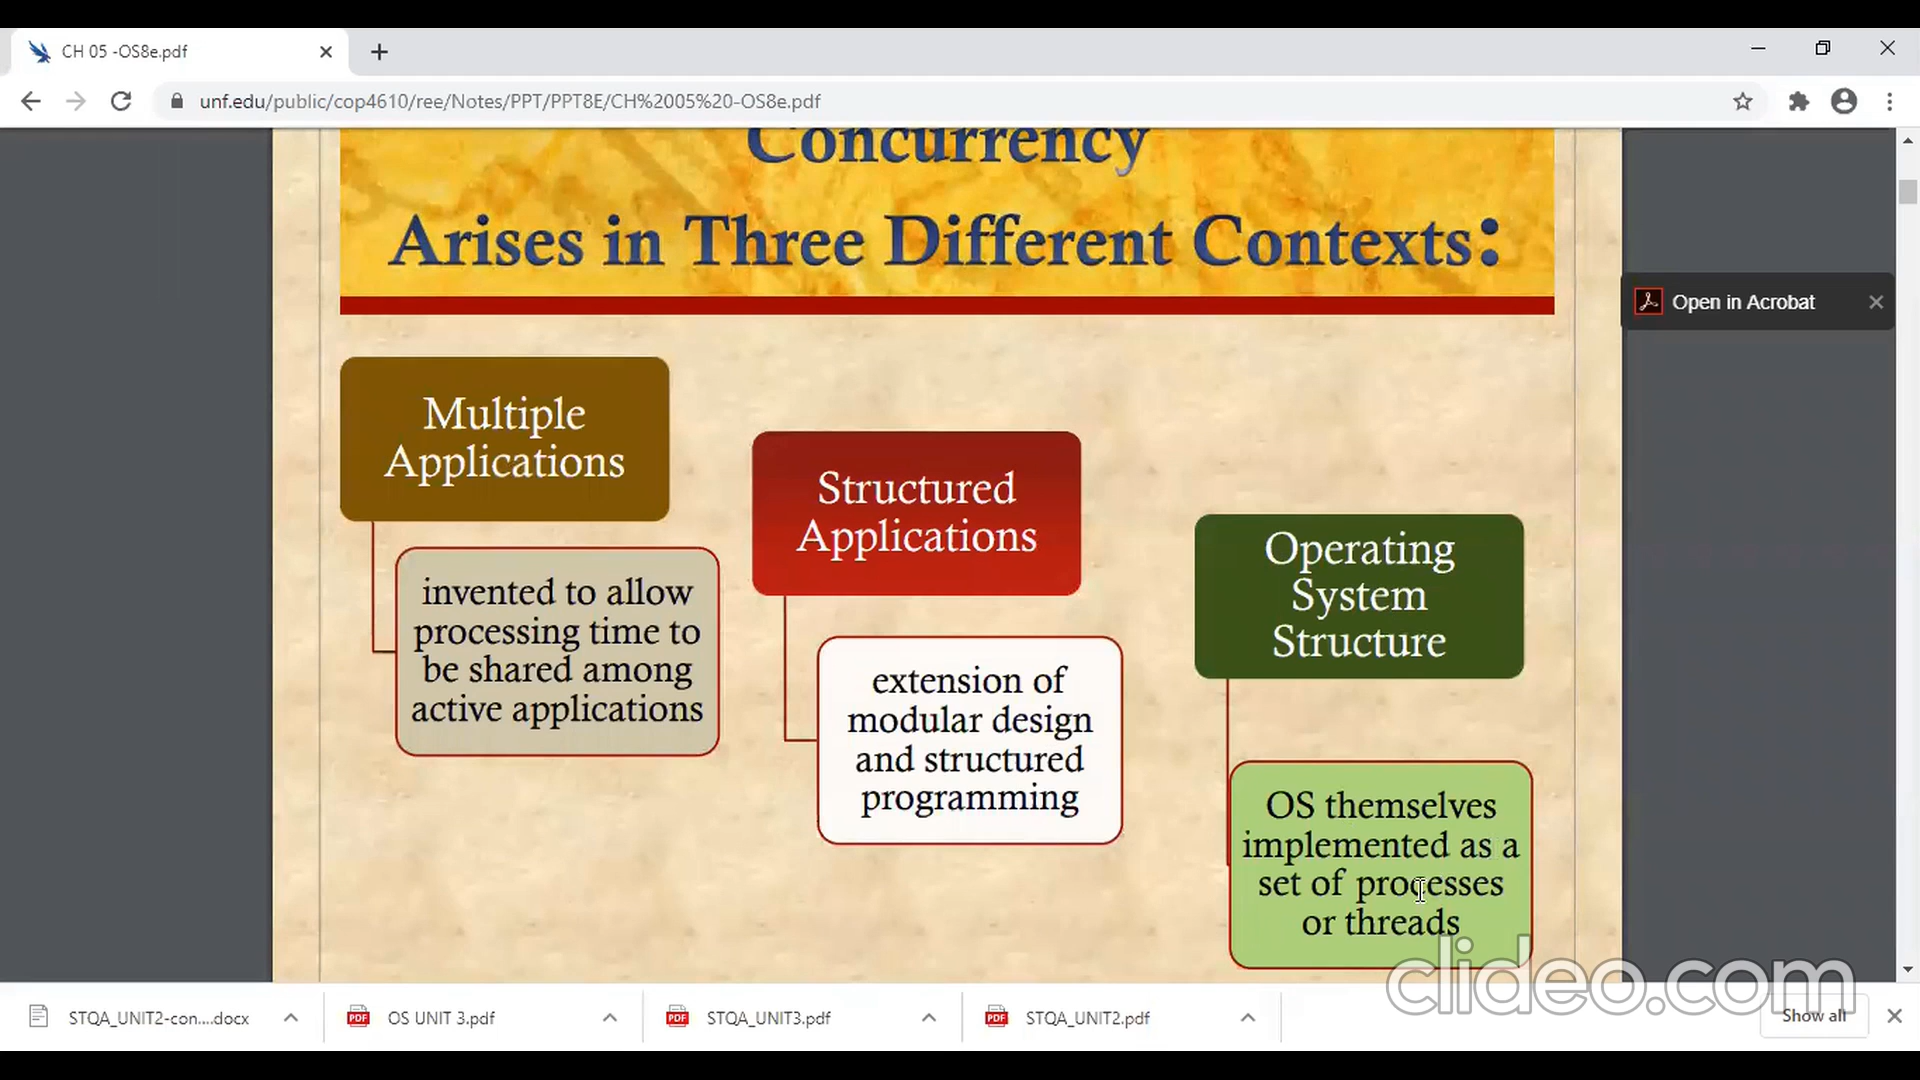 CH 05 -OS8e.pdf
unf.edu/public/cop4610/ree/Notes/PPT/PPT8E/CH%2005%20-OS8e.pdf
Concurrency
Arises in Three Different Contexts:
Open in Acrobat
Multiple
Applications
invented to allow
processing time to
be shared among
active applications
Structured
Applications
extension of
modular design
and structured
programming
Operating
System
Structure
OS themselves
implemented as a
set of processes
or threads
clideo.com
STQA_UNIT2-con....docx
PDF
OS UNIT 3.pdf
PDF
STQA_UNIT3.pdf
PDF
STQA_UNIT2.pdf
Show all